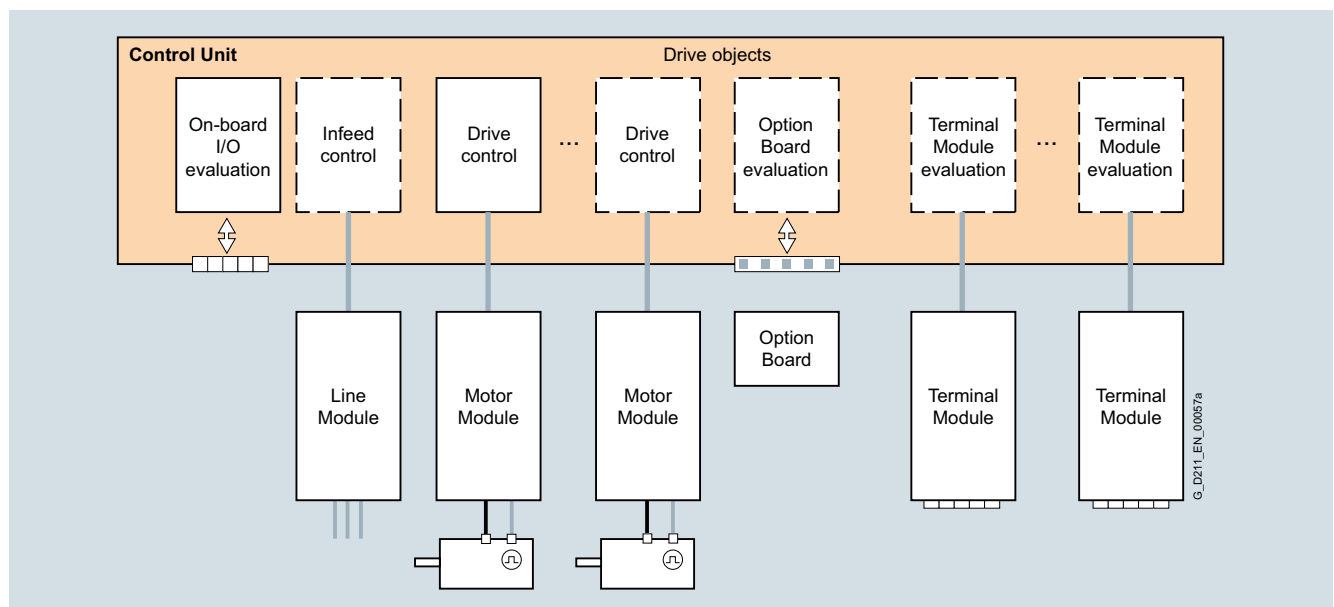 Control Unit
Drive objects
On-board
I/O
evaluation
Infeed
control
Drive
control
...
Drive
control
Option
Board
evaluation
Terminal
Module
evaluation
...
Terminal
Module
evaluation
Line
Module
Motor
Module
Motor
Module
Option
Board
Terminal
Module
Terminal
Module
G_D211_EN_00057a